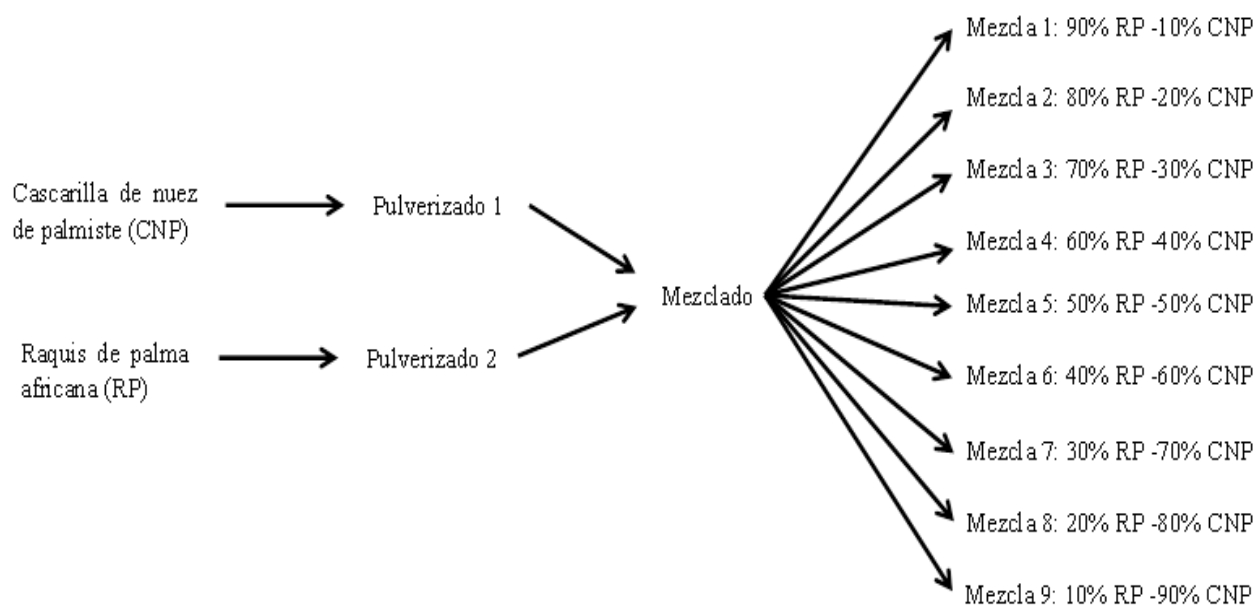 Cascarilla de nuez
de palmiste (CNP)
Pulverizado 1
Raquis de palma
africana (RP)
Pulverizado 2
Mezclado
Mezcla 1: 90% RP -10% CNP
Mezcla 2: 80% RP -20% CNP
Mezcla 3: 70% RP -30% CNP
Mezcla 4: 60% RP -40% CNP
Mezcla 5: 50% RP -50% CNP
Mezcla 6: 40% RP -60% CNP
Mezcla 7: 30% RP -70% CNP
Mezcla 8: 20% RP -80% CNP
Mezcla 9: 10% RP -90% CNP